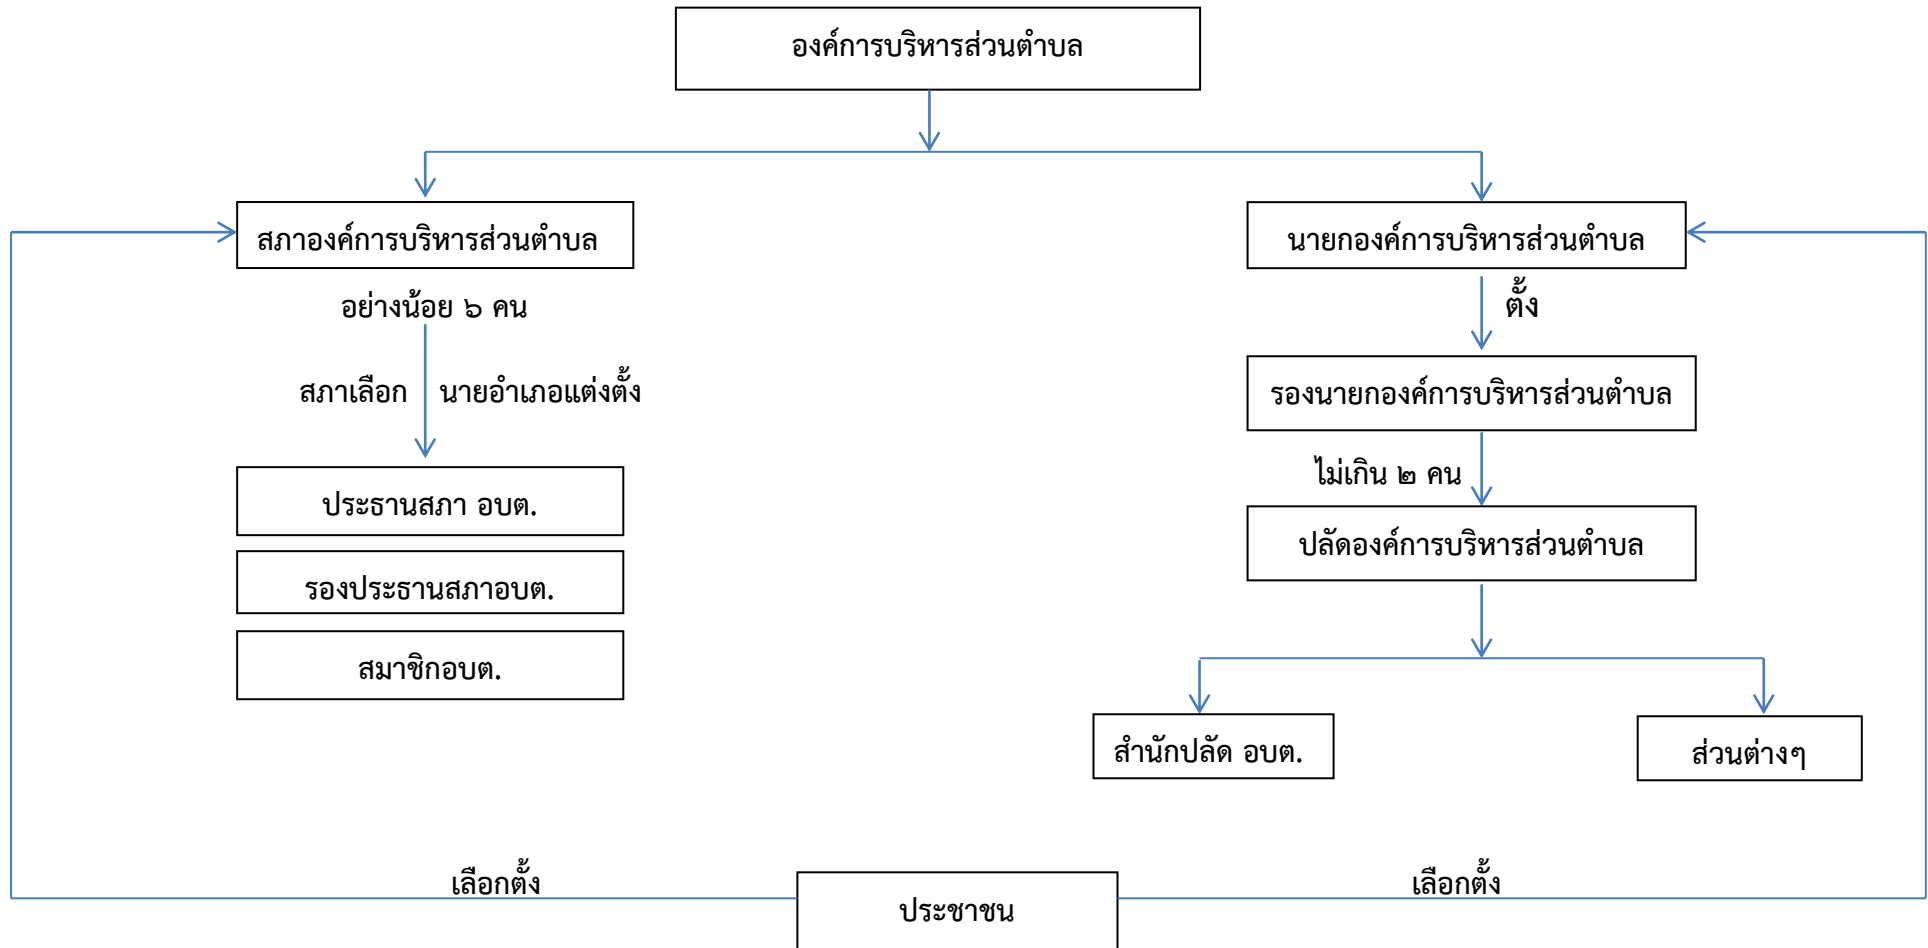 องค์การบริหารส่วนตำบล
สภาองค์การบริหารส่วนตำบล
นายกองค์การบริหารส่วนตำบล
อย่างน้อย ๖ คน
ตั้ง
สภาเลือก
นายอำเภอแต่งตั้ง
รองนายกองค์การบริหารส่วนตำบล
ไม่เกิน ๒ คน
ประธานสภา อบต.
ปลัดองค์การบริหารส่วนตำบล
รองประธานสภาอบต.
สมาชิกอบต.
สำนักปลัด อบต.
ส่วนต่างๆ
เลือกตั้ง
เลือกตั้ง
ประชาชน